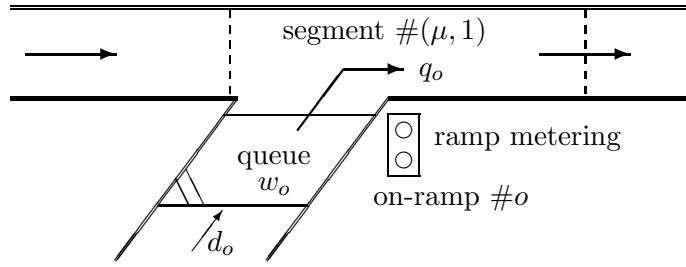 segment #(μ, 1)
q_o
queue
w_o
ramp metering
on-ramp #o
d_o